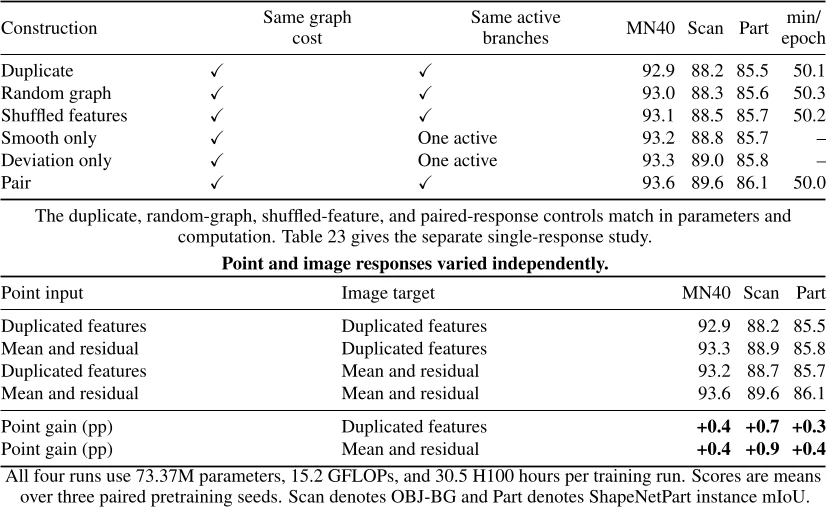 Construction Same graph cost Same active branches MN40 Scan Part min/ epoch
Duplicate ✓ ✓ 92.9 88.2 85.5 50.1
Random graph ✓ ✓ 93.0 88.3 85.6 50.3
Shuffled features ✓ ✓ 93.1 88.5 85.7 50.2
Smooth only ✓ One active 93.2 88.8 85.7 –
Deviation only ✓ One active 93.3 89.0 85.8 –
Pair ✓ ✓ 93.6 89.6 86.1 50.0
The duplicate, random-graph, shuffled-feature, and paired-response controls match in parameters and
computation. Table 23 gives the separate single-response study.
Point and image responses varied independently.
Point input Image target MN40 Scan Part
Duplicated features Duplicated features 92.9 88.2 85.5
Mean and residual Duplicated features 93.3 88.9 85.8
Duplicated features Mean and residual 93.2 88.7 85.7
Mean and residual Mean and residual 93.6 89.6 86.1
Point gain (pp) Duplicated features +0.4 +0.7 +0.3
Point gain (pp) Mean and residual +0.4 +0.9 +0.4
All four runs use 73.37M parameters, 15.2 GFLOPs, and 30.5 H100 hours per training run. Scores are means
over three paired pretraining seeds. Scan denotes OBJ-BG and Part denotes ShapeNetPart instance mIoU.